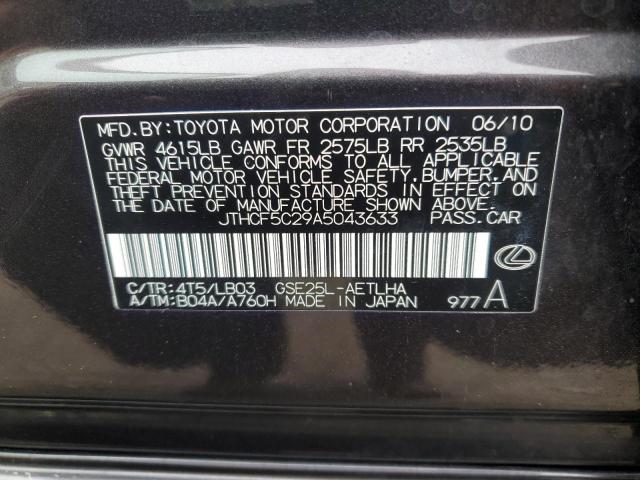 MFD.BY:TOYOTA MOTOR CORPORATION 06/10
GVWR 4615LB GAWR FR 2575LB RR 2535LB
THIS VEHICLE CONFORMS TO ALL APPLICABLE
FEDERAL MOTOR VEHICLE SAFETY,BUMPER,AND
THEFT PREVENTION STANDARDS IN EFFECT ON
THE DATE OF MANUFACTURE SHOWN ABOVE.
JTHCF5C29A5043633 PASS.CAR
C/TR:4T5/LB03 GSE25L-AETLHA
A/TM:B04A/A760H MADE IN JAPAN 977A